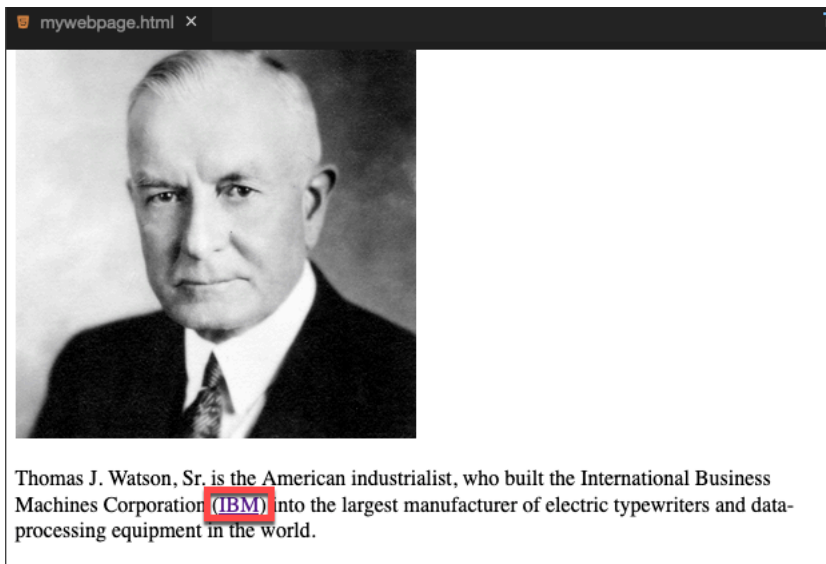 mywebpage.html ×
Thomas J. Watson, Sr. is the American industrialist, who built the International Business
Machines Corporation (IBM) into the largest manufacturer of electric typewriters and data-
processing equipment in the world.